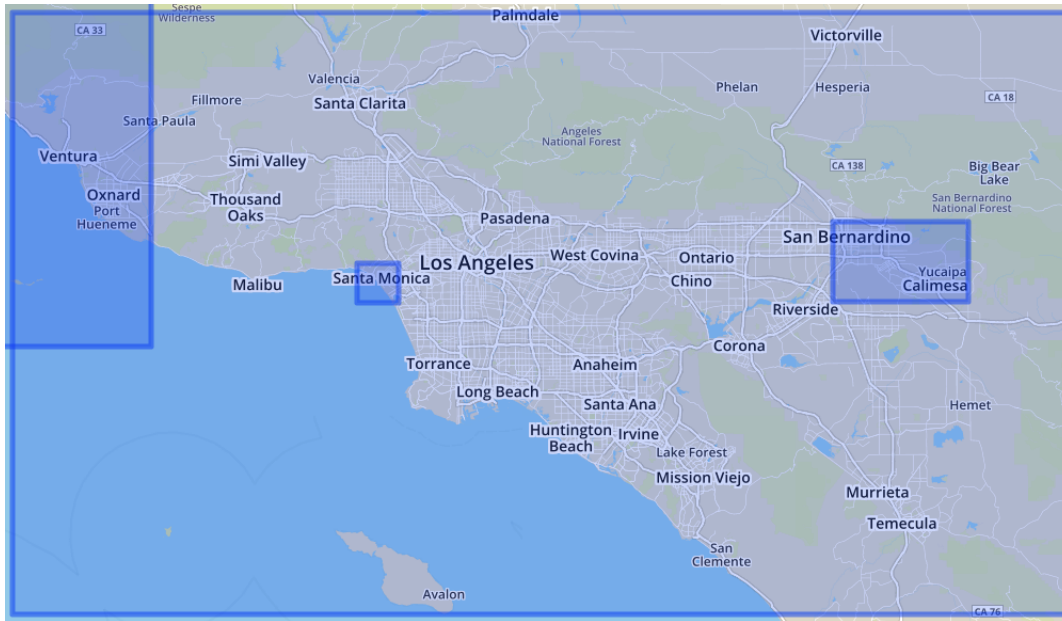 Sespe
Wilderness
Palmdale
CA 33
Victorville
Valencia
Phelan
Hesperia
Fillmore
Santa Clarita
CA 18
Santa Paula
Angeles
National Forest
Ventura
Simi Valley
CA 138
Big Bear
Lake
Oxnard
Port
Hueneme
Thousand
Oaks
San Bernardino
National Forest
Pasadena
San Bernardino
Los Angeles
West Covina
Ontario
Santa Monica
Malibu
Chino
Yucaipa
Calimesa
Riverside
Corona
Torrance
Anaheim
Long Beach
Santa Ana
Hemet
Huntington
Beach
Irvine
Lake Forest
Mission Viejo
Murrieta
Temecula
San
Clemente
Avalon
CA 76